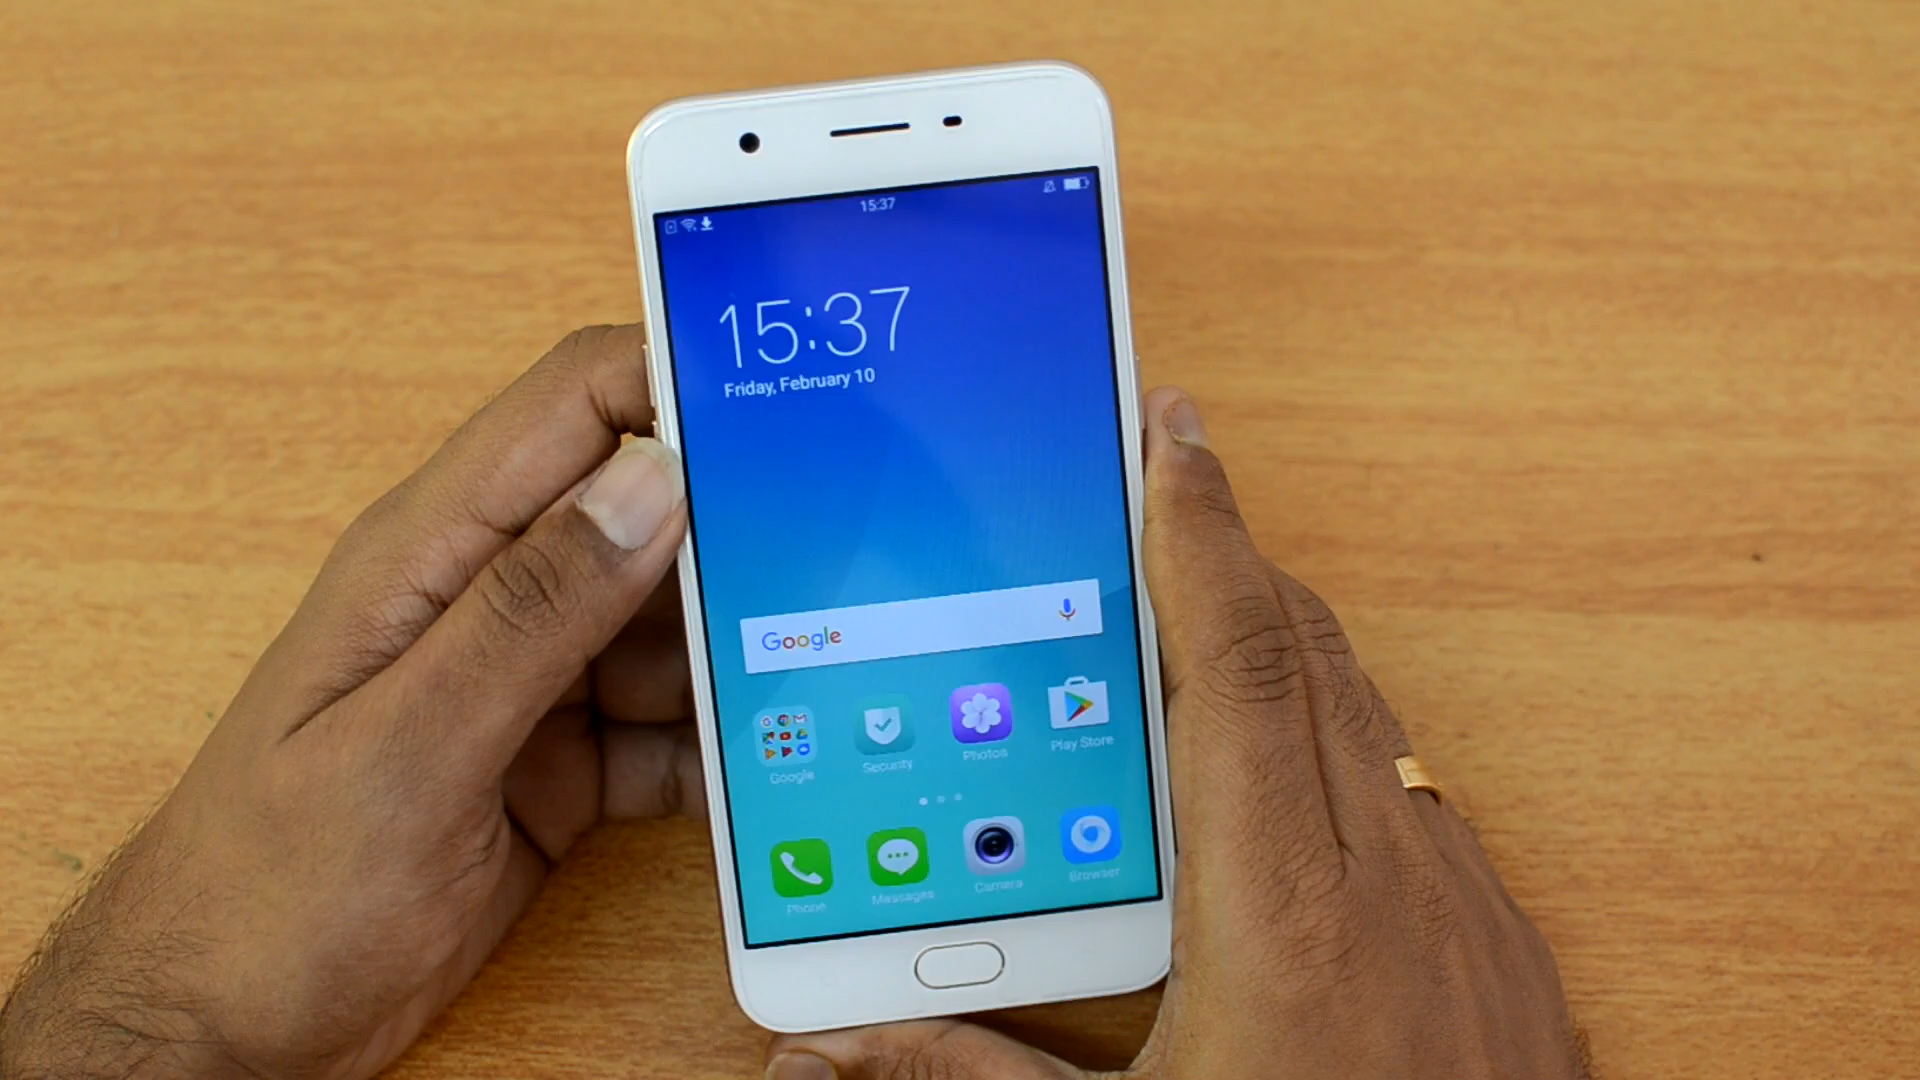 15:37
15:37
Friday, February 10
Google
Google
Security
Photos
Play Store
Phone
Messages
Camera
Browser